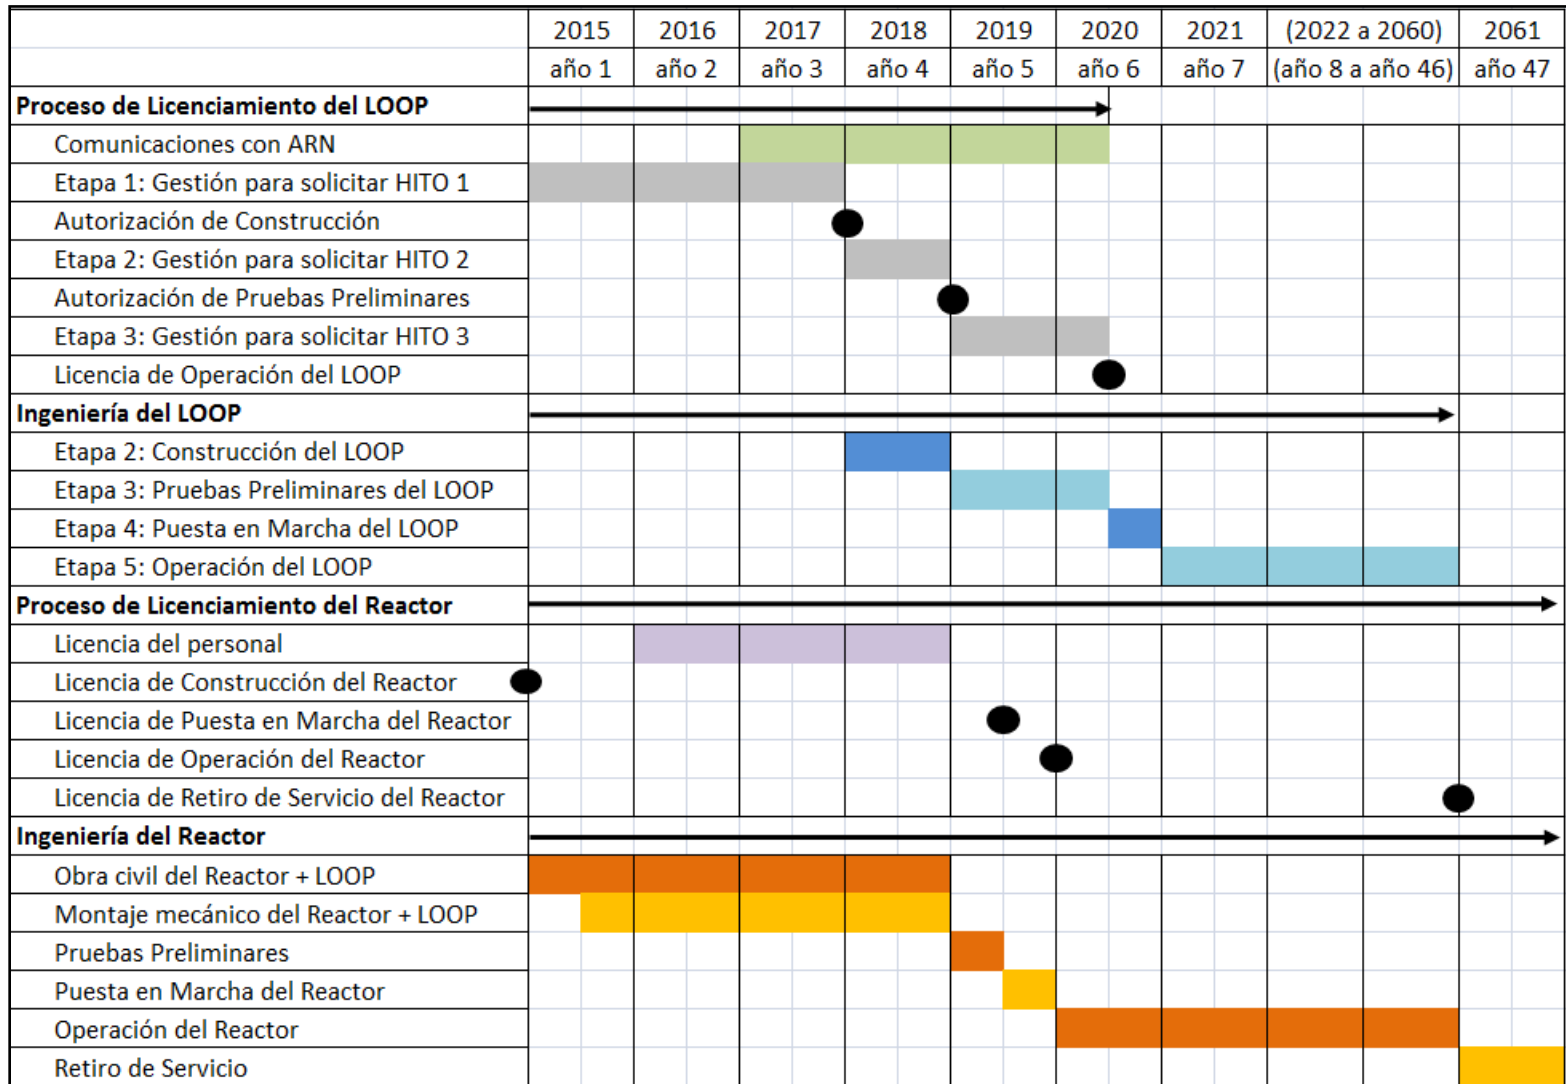 2015 2016 2017 2018 2019 2020 2021 (2022 a 2060) 2061
año 1 año 2 año 3 año 4 año 5 año 6 año 7 (año 8 a año 46) año 47
Proceso de Licenciamiento del LOOP
Comunicaciones con ARN
Etapa 1: Gestión para solicitar HITO 1
Autorización de Construcción
Etapa 2: Gestión para solicitar HITO 2
Autorización de Pruebas Preliminares
Etapa 3: Gestión para solicitar HITO 3
Licencia de Operación del LOOP
Ingeniería del LOOP
Etapa 2: Construcción del LOOP
Etapa 3: Pruebas Preliminares del LOOP
Etapa 4: Puesta en Marcha del LOOP
Etapa 5: Operación del LOOP
Proceso de Licenciamiento del Reactor
Licencia del personal
Licencia de Construcción del Reactor
Licencia de Puesta en Marcha del Reactor
Licencia de Operación del Reactor
Licencia de Retiro de Servicio del Reactor
Ingeniería del Reactor
Obra civil del Reactor + LOOP
Montaje mecánico del Reactor + LOOP
Pruebas Preliminares
Puesta en Marcha del Reactor
Operación del Reactor
Retiro de Servicio